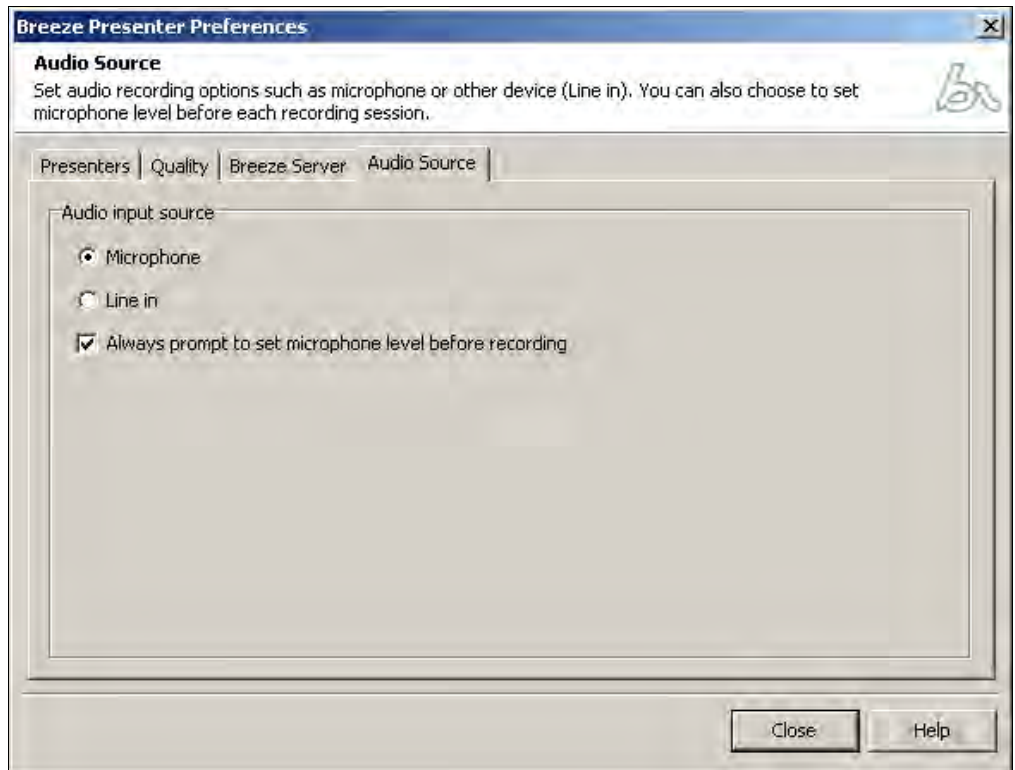 Breeze Presenter Preferences
Audio Source
Set audio recording options such as microphone or other device (Line in). You can also choose to set
microphone level before each recording session.
br
Presenters Quality Breeze Server Audio Source
Audio input source
Microphone
Line in
Always prompt to set microphone level before recording
Close Help